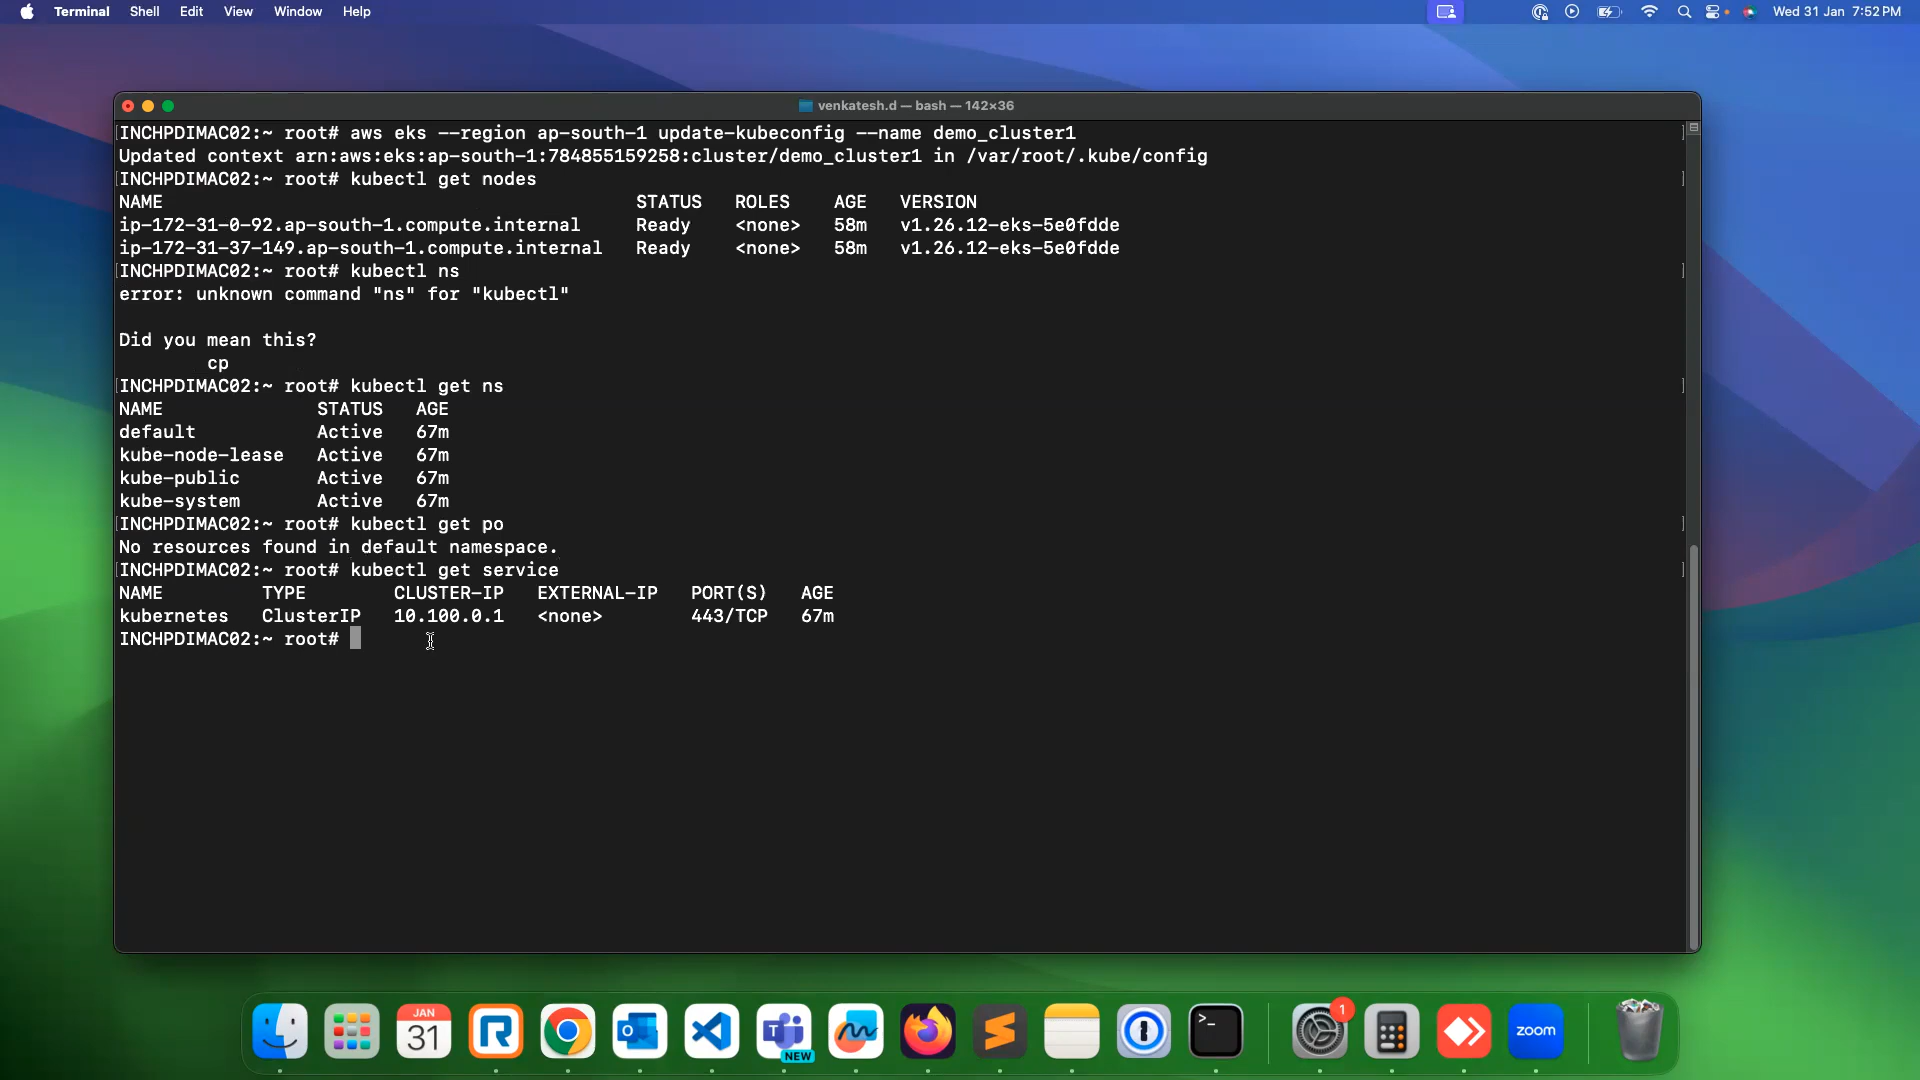 Terminal Shell Edit View Window Help Wed 31 Jan 7:52 PM
venkatesh.d — bash — 142×36
INCHPDIMAC02:~ root# aws eks --region ap-south-1 update-kubeconfig --name demo_cluster1
Updated context arn:aws:eks:ap-south-1:784855159258:cluster/demo_cluster1 in /var/root/.kube/config
INCHPDIMAC02:~ root# kubectl get nodes
NAME STATUS ROLES AGE VERSION
ip-172-31-0-92.ap-south-1.compute.internal Ready <none> 58m v1.26.12-eks-5e0fdde
ip-172-31-37-149.ap-south-1.compute.internal Ready <none> 58m v1.26.12-eks-5e0fdde
INCHPDIMAC02:~ root# kubectl ns
error: unknown command "ns" for "kubectl"
Did you mean this?
cp
INCHPDIMAC02:~ root# kubectl get ns
NAME STATUS AGE
default Active 67m
kube-node-lease Active 67m
kube-public Active 67m
kube-system Active 67m
INCHPDIMAC02:~ root# kubectl get po
No resources found in default namespace.
INCHPDIMAC02:~ root# kubectl get service
NAME TYPE CLUSTER-IP EXTERNAL-IP PORT(S) AGE
kubernetes ClusterIP 10.100.0.1 <none> 443/TCP 67m
INCHPDIMAC02:~ root#
JAN
31
NEW
1
zoom